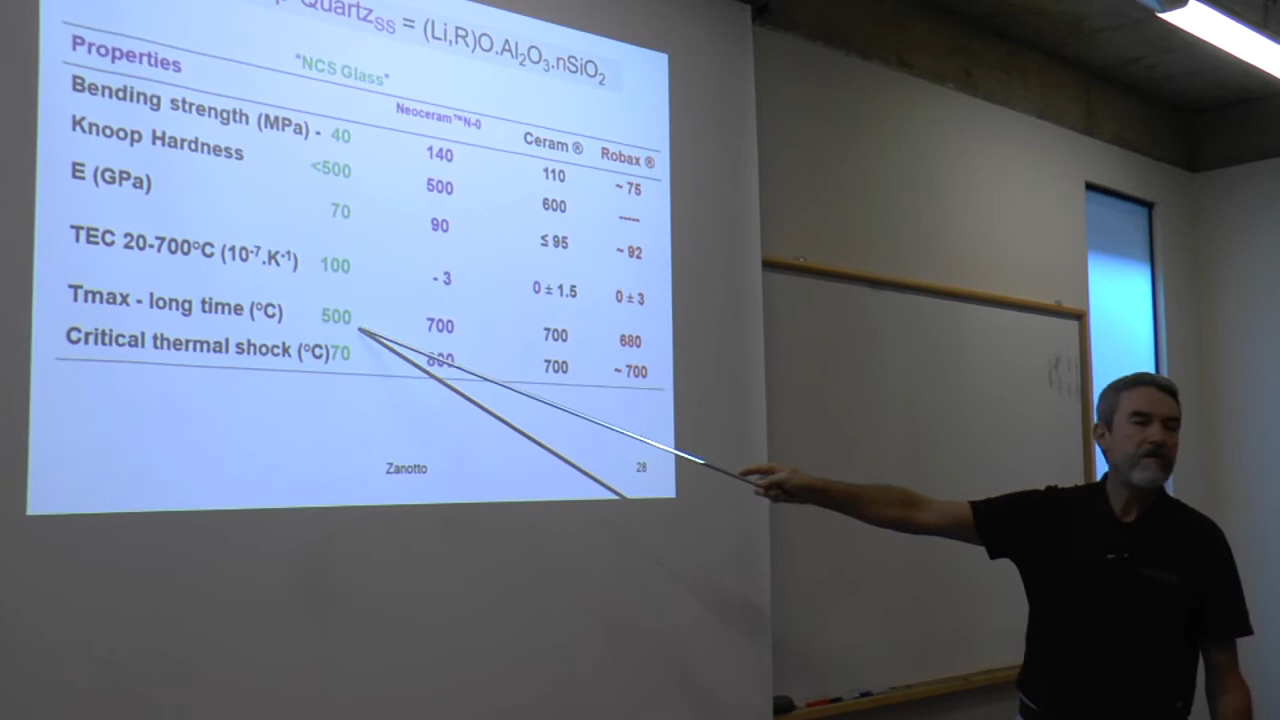 QuartzSS = (Li,R)O.Al2O3.nSiO2
Properties "NCS Glass" Neoceram™N-0 Ceram ® Robax ®
Bending strength (MPa) - 40 140 110 ~ 75
Knoop Hardness <500 500 600 ----
E (GPa) 70 90 ≤ 95 ~ 92
TEC 20-700°C (10-7.K-1) 100 - 3 0 ± 1.5 0 ± 3
Tmax - long time (°C) 500 700 700 680
Critical thermal shock (°C)70 800 700 ~ 700
Zanotto 28